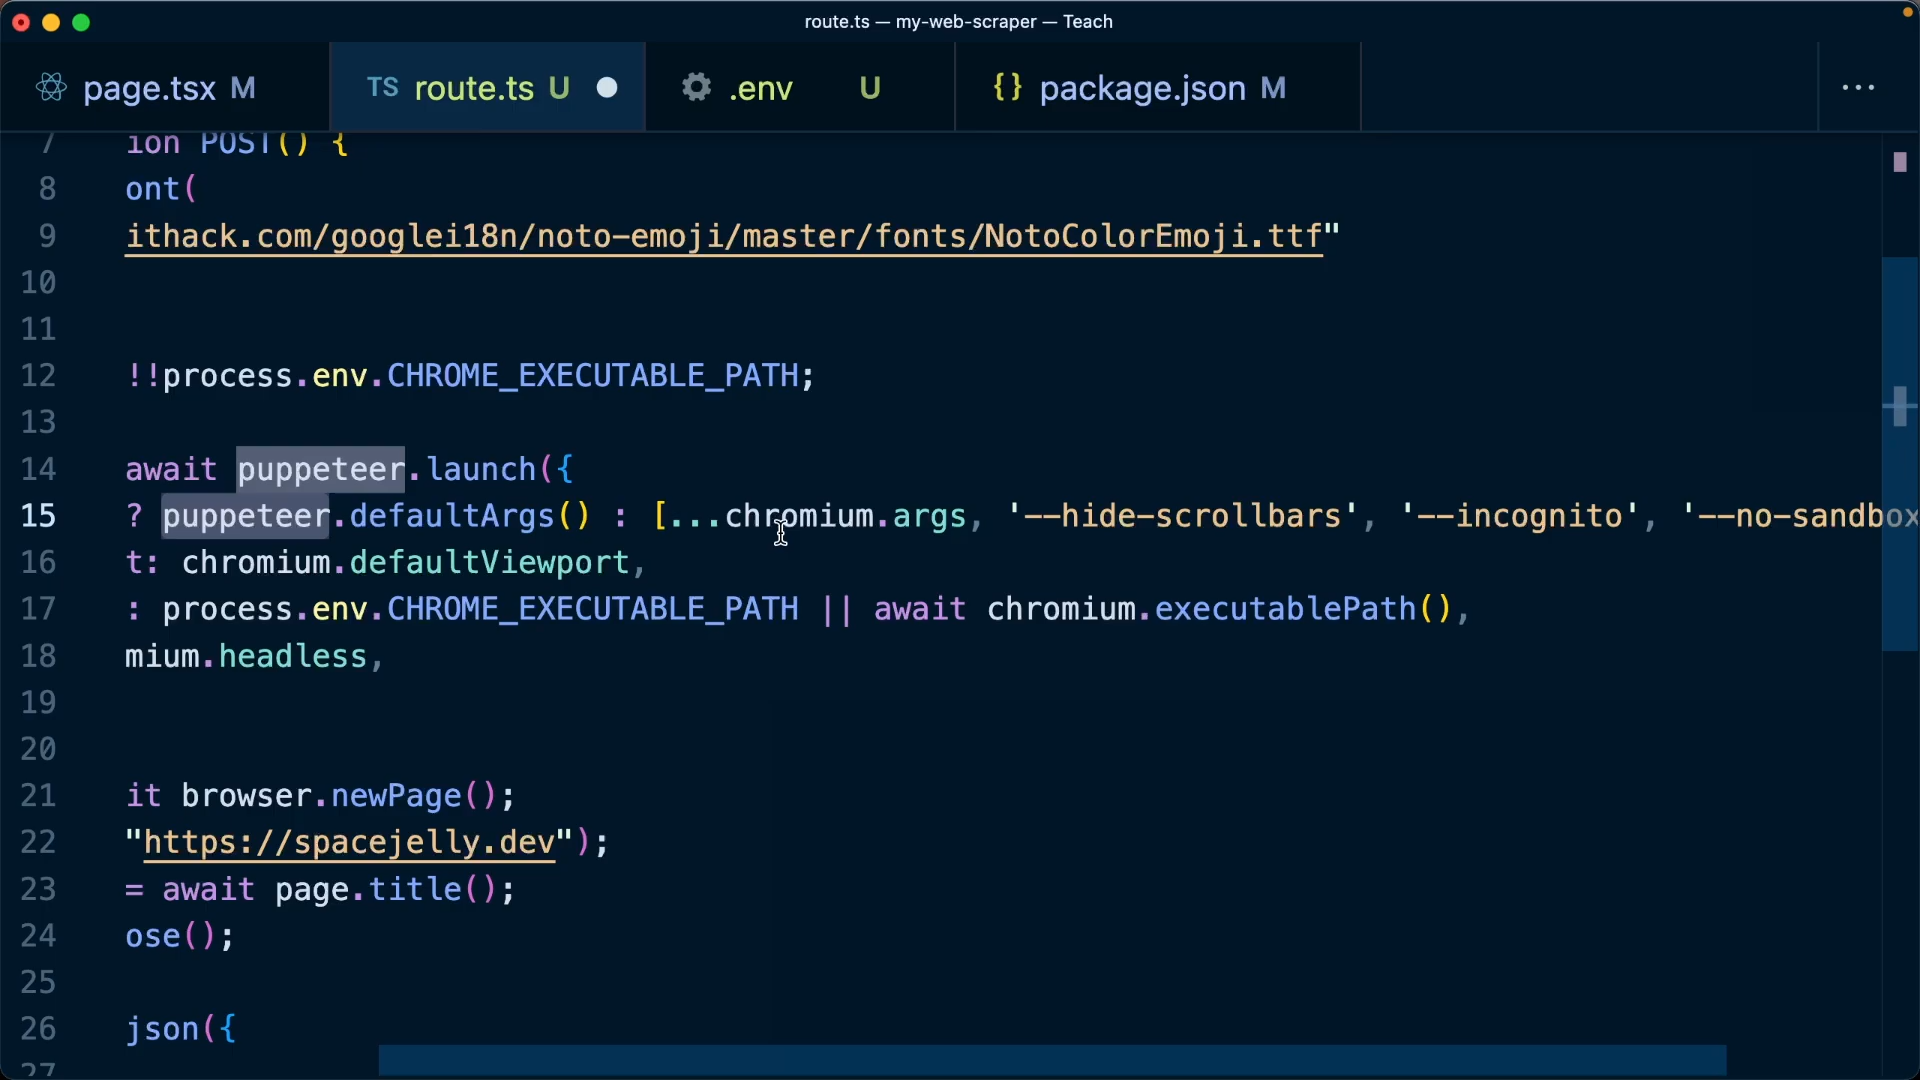 route.ts — my-web-scraper — Teach
page.tsx M
TS route.ts U
.env U
{} package.json M
...
7 ion POST() {
8 ont(
9 ithack.com/googlei18n/noto-emoji/master/fonts/NotoColorEmoji.ttf"
10
11
12 !!process.env.CHROME_EXECUTABLE_PATH;
13
14 await puppeteer.launch({
15 ? puppeteer.defaultArgs() : [...chromium.args, '--hide-scrollbars', '--incognito', '--no-sandbox
16 t: chromium.defaultViewport,
17 : process.env.CHROME_EXECUTABLE_PATH || await chromium.executablePath(),
18 mium.headless,
19
20
21 it browser.newPage();
22 "https://spacejelly.dev");
23 = await page.title();
24 ose();
25
26 json({
27